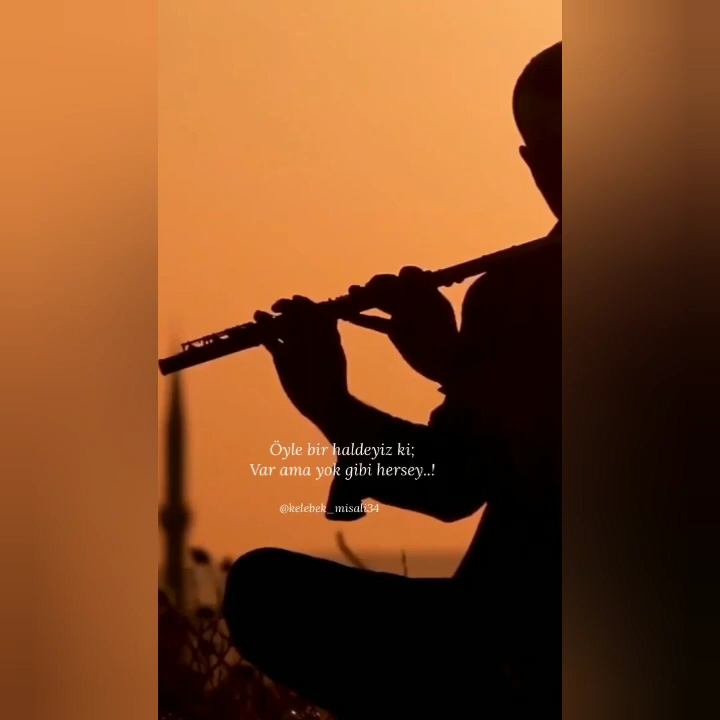 Öyle bir haldeyiz ki;
Var ama yok gibi hersey..!
@kelebek_misali34